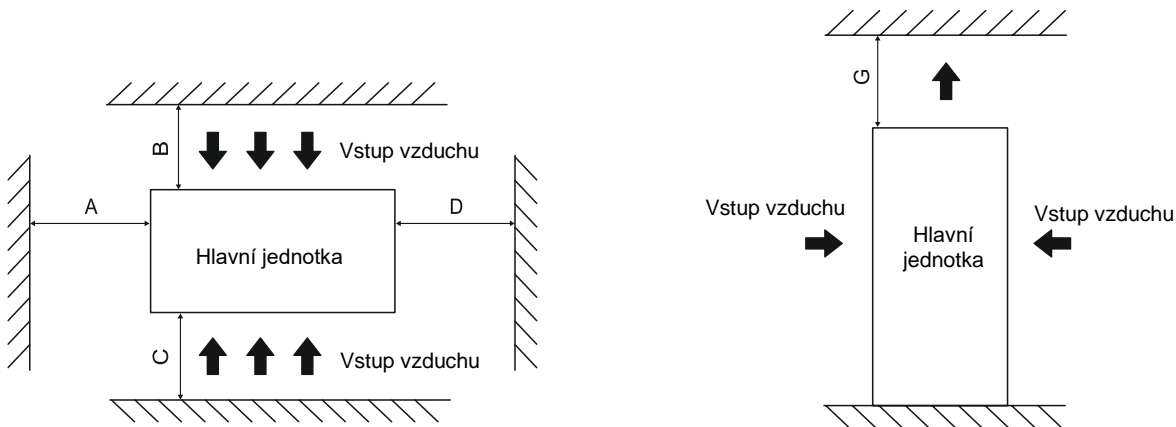 B
Vstup vzduchu
A
D
Hlavní jednotka
C
Vstup vzduchu
G
Vstup vzduchu
Vstup vzduchu
Hlavní
jednotka